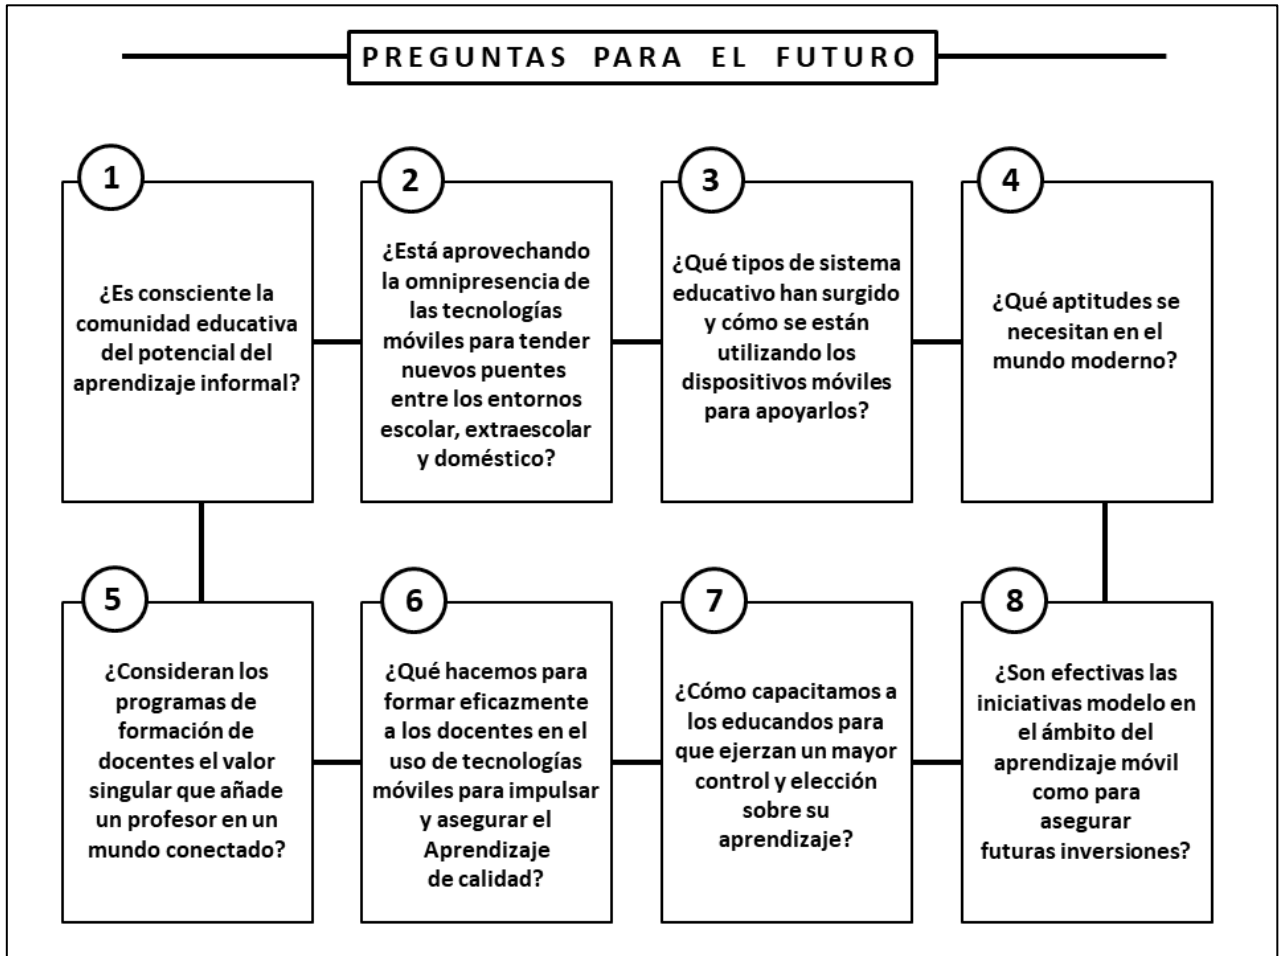 PREGUNTAS PARA EL FUTURO
1
¿Es consciente la
comunidad educativa
del potencial del
aprendizaje informal?
2
¿Está aprovechando
la omnipresencia de
las tecnologías
móviles para tender
nuevos puentes
entre los entornos
escolar, extraescolar
y doméstico?
3
¿Qué tipos de sistema
educativo han surgido
y cómo se están
utilizando los
dispositivos móviles
para apoyarlos?
4
¿Qué aptitudes se
necesitan en el
mundo moderno?
5
¿Consideran los
programas de
formación de
docentes el valor
singular que añade
un profesor en un
mundo conectado?
6
¿Qué hacemos para
formar eficazmente
a los docentes en el
uso de tecnologías
móviles para impulsar
y asegurar el
Aprendizaje
de calidad?
7
¿Cómo capacitamos a
los educandos para
que ejerzan un mayor
control y elección
sobre su
aprendizaje?
8
¿Son efectivas las
iniciativas modelo en
el ámbito del
aprendizaje móvil
como para
asegurar
futuras inversiones?